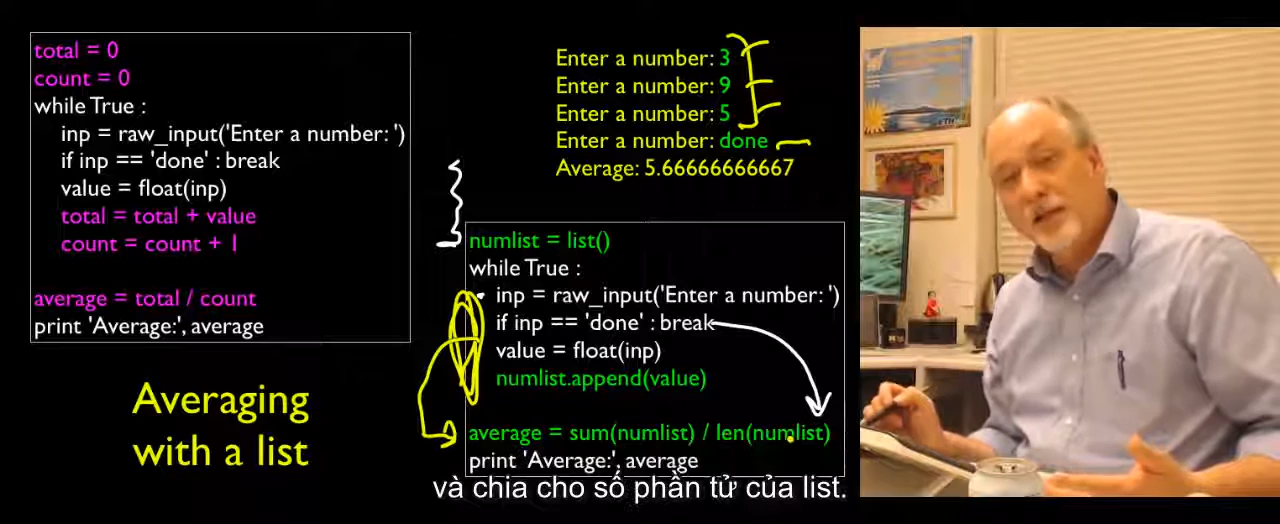 total = 0
count = 0
while True :
inp = raw_input('Enter a number: ')
if inp == 'done' : break
value = float(inp)
total = total + value
count = count + 1
average = total / count
print 'Average:', average
Averaging
with a list
Enter a number: 3
Enter a number: 9
Enter a number: 5
Enter a number: done
Average: 5.66666666667
numlist = list()
while True :
inp = raw_input('Enter a number: ')
if inp == 'done' : break
value = float(inp)
numlist.append(value)
average = sum(numlist) / len(numlist)
print 'Average:', average
và chia cho số phần tử của list.